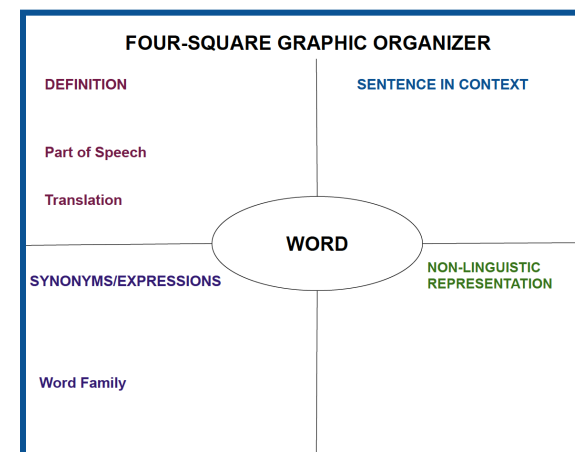 FOUR-SQUARE GRAPHIC ORGANIZER
DEFINITION
SENTENCE IN CONTEXT
Part of Speech
Translation
WORD
SYNONYMS/EXPRESSIONS
NON-LINGUISTIC
REPRESENTATION
Word Family